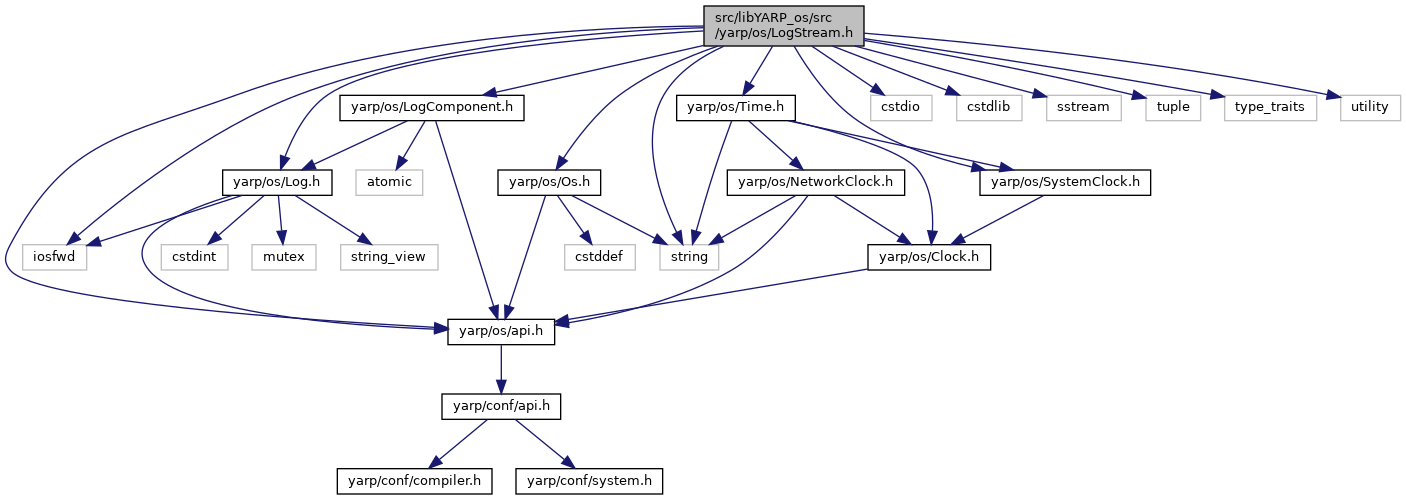 src/libYARP_os/src
/yarp/os/LogStream.h
yarp/os/LogComponent.h
yarp/os/Time.h
cstdio
cstdlib
sstream
tuple
type_traits
utility
yarp/os/Log.h
atomic
yarp/os/Os.h
yarp/os/NetworkClock.h
yarp/os/SystemClock.h
iosfwd
cstdint
mutex
string_view
cstddef
string
yarp/os/Clock.h
yarp/os/api.h
yarp/conf/api.h
yarp/conf/compiler.h
yarp/conf/system.h